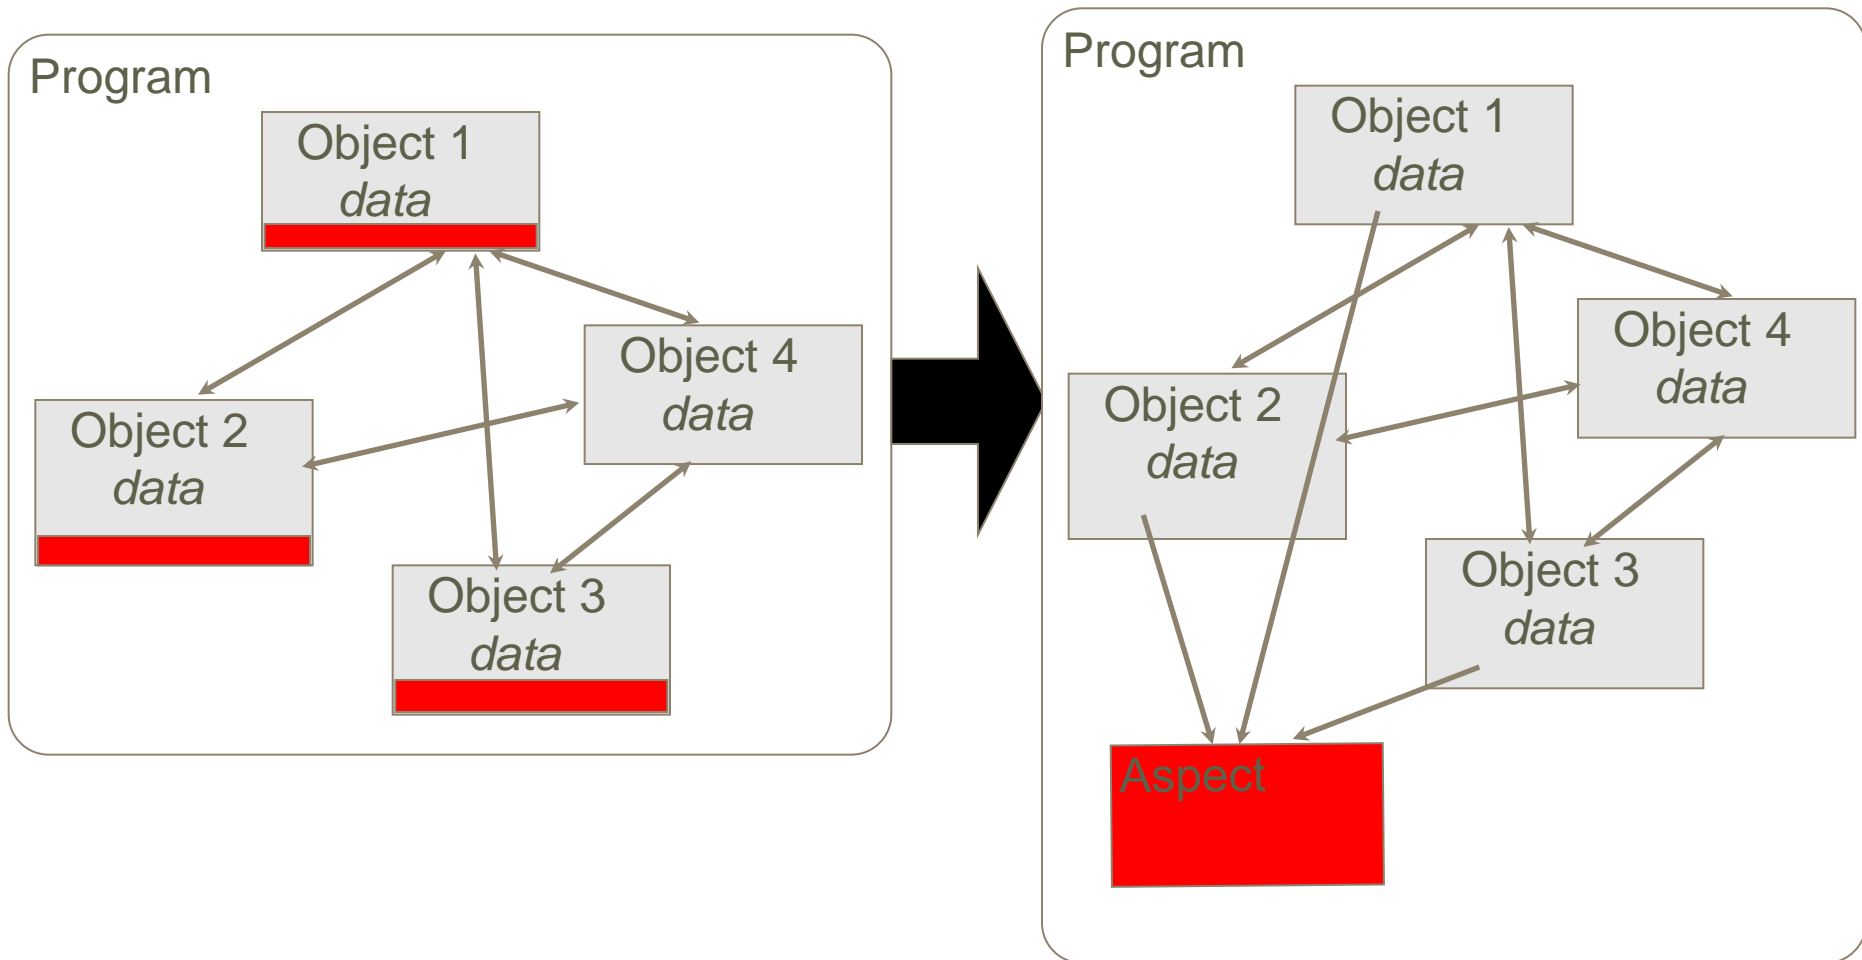 Program
Object 1
data
Object 4
data
Object 2
data
Object 3
data
Program
Object 1
data
Object 4
data
Object 2
data
Object 3
data
Aspect